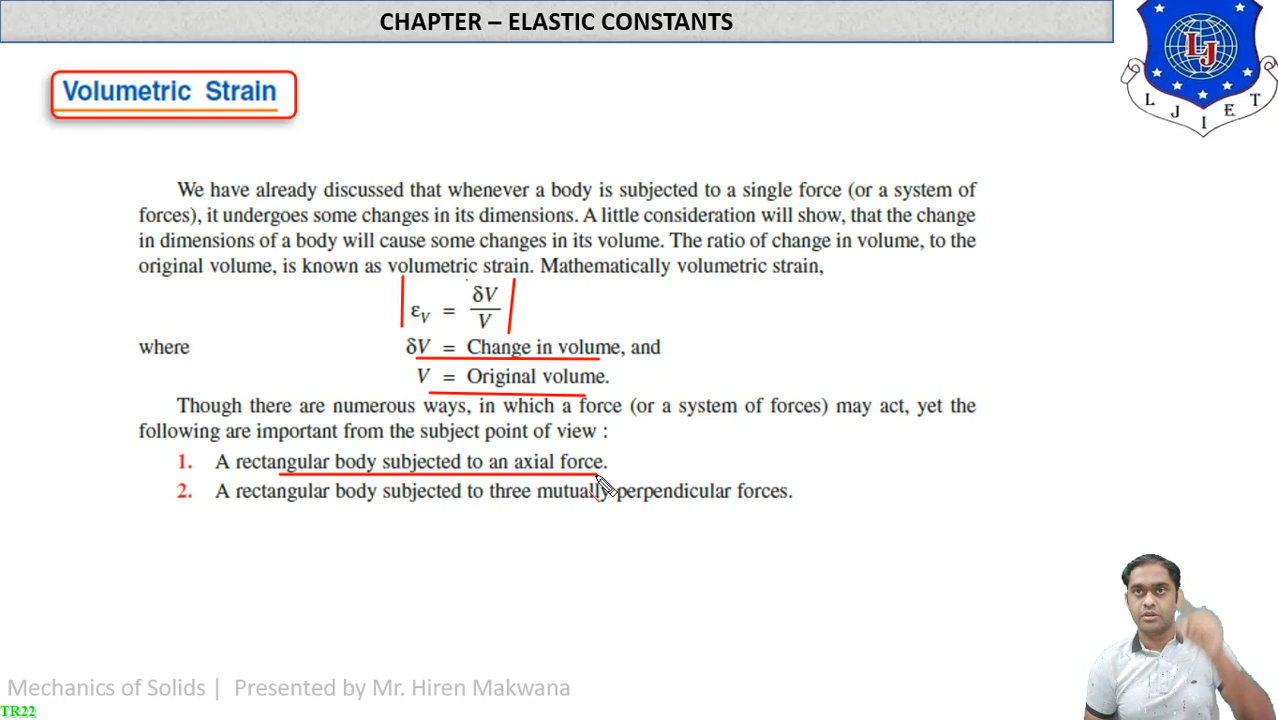 CHAPTER – ELASTIC CONSTANTS
LJ
L J I E T
Volumetric Strain
We have already discussed that whenever a body is subjected to a single force (or a system of
forces), it undergoes some changes in its dimensions. A little consideration will show, that the change
in dimensions of a body will cause some changes in its volume. The ratio of change in volume, to the
original volume, is known as volumetric strain. Mathematically volumetric strain,
εV = δV/V
where δV = Change in volume, and
V = Original volume.
Though there are numerous ways, in which a force (or a system of forces) may act, yet the
following are important from the subject point of view :
1. A rectangular body subjected to an axial force.
2. A rectangular body subjected to three mutually perpendicular forces.
Mechanics of Solids | Presented by Mr. Hiren Makwana
TR22